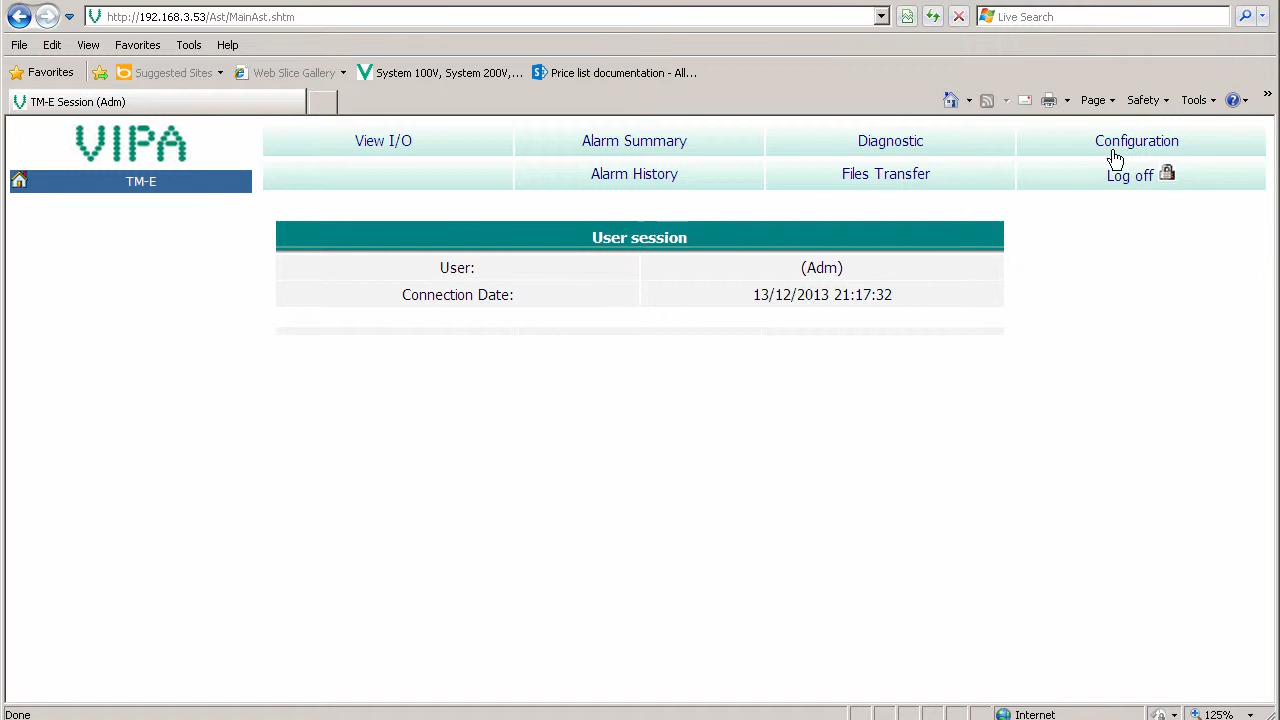 http://192.168.3.53/Ast/MainAst.shtm
Live Search
File Edit View Favorites Tools Help
Favorites Suggested Sites Web Slice Gallery System 100V, System 200V,... Price list documentation - All...
TM-E Session (Adm)
Page Safety Tools
VIPA
View I/O Alarm Summary Diagnostic Configuration
TM-E
Alarm History Files Transfer Log off
User session
User: (Adm)
Connection Date: 13/12/2013 21:17:32
Done Internet 125%